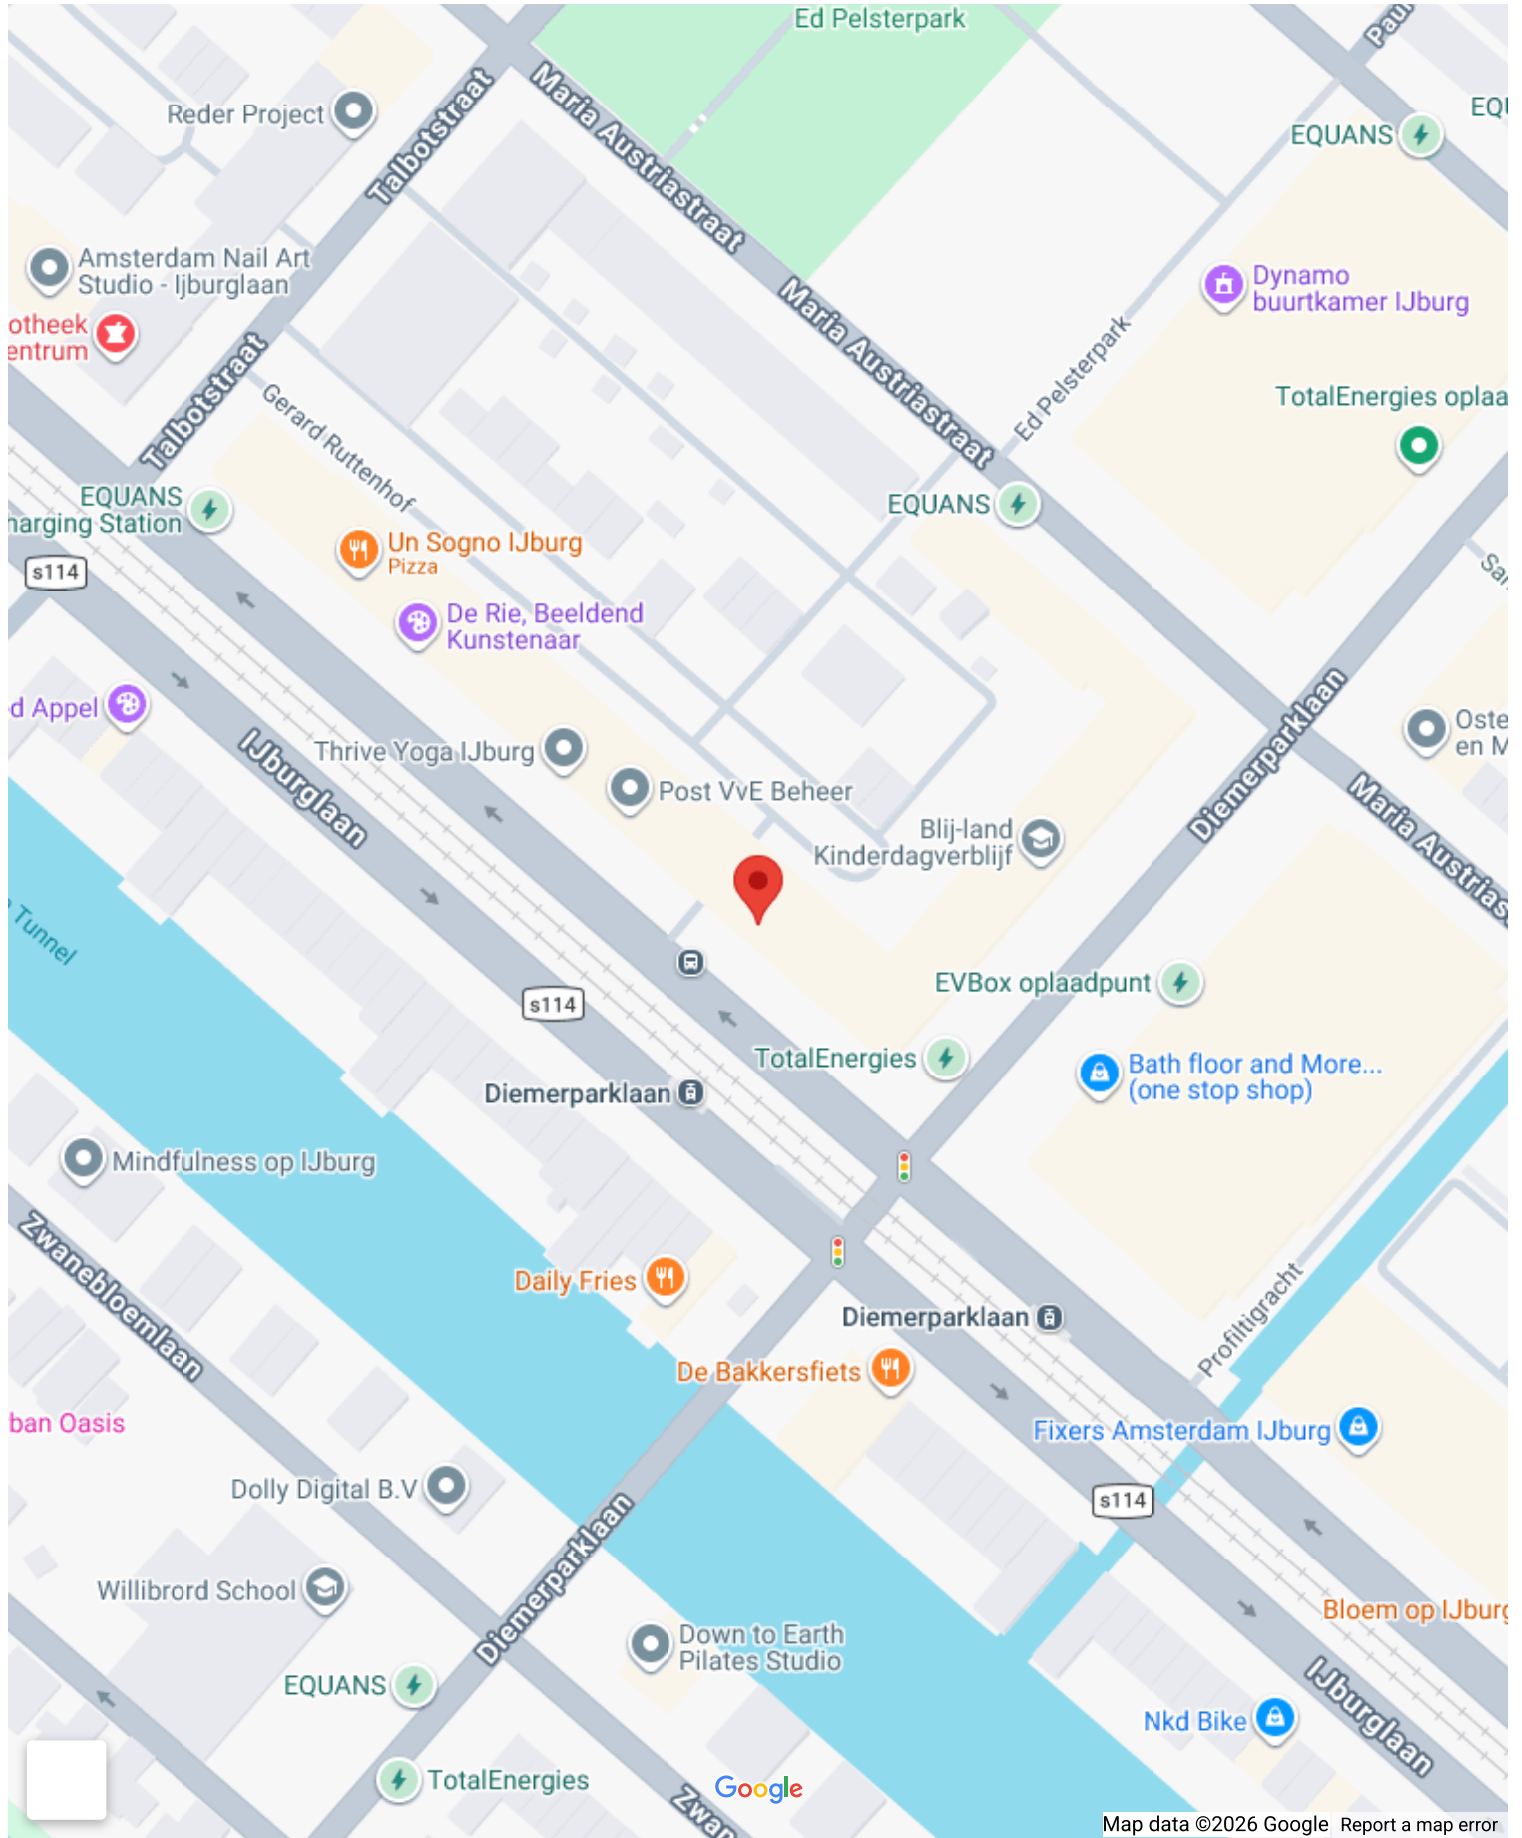 Ed Pelsterpark
Reder Project
Talbotstraat
Maria Austriastraat
EQUANS
Amsterdam Nail Art
Studio - Ijburglaan
otheek
entrum
Dynamo
buurtkamer IJburg
Maria Austriastraat
Ed Pelsterpark
Talbotstraat
Gerard Ruttenhof
TotalEnergies oplaa
EQUANS
harging Station
EQUANS
s114
Un Sogno IJburg
Pizza
De Rie, Beeldend
Kunstenaar
d Appel
IJburglaan
Thrive Yoga IJburg
Post VvE Beheer
Diemerparklaan
Oste
en M
Blij-land
Kinderdagverblijf
Maria Austrias
Tunnel
s114
EVBox oplaadpunt
TotalEnergies
Diemerparklaan
Bath floor and More...
(one stop shop)
Mindfulness op IJburg
Zwanebloemlaan
Daily Fries
Diemerparklaan
Profiltigracht
De Bakkersfiets
ban Oasis
Fixers Amsterdam IJburg
Dolly Digital B.V
s114
Diemerparklaan
Willibrord School
Bloem op IJburg
Down to Earth
Pilates Studio
EQUANS
IJburglaan
Nkd Bike
TotalEnergies
Google
Zwan
Map data ©2026 Google
Report a map error